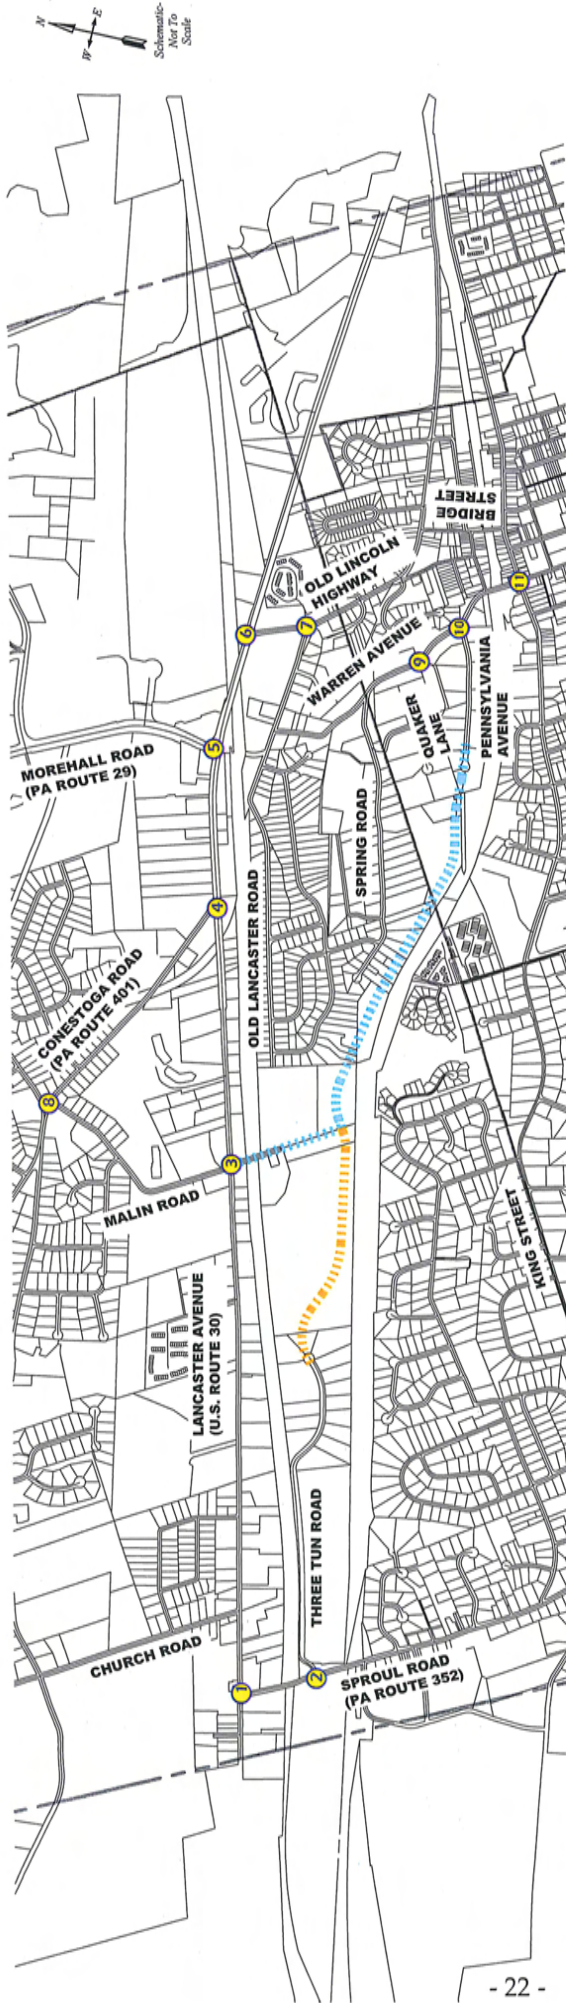 N
E
W
Schematic-
Not To
Scale
BRIDGE
STREET
OLD LINCOLN
HIGHWAY
6
7
11
10
WARREN AVENUE
9
PENNSYLVANIA
AVENUE
QUAKER
LANE
5
MOREHALL ROAD
(PA ROUTE 29)
SPRING ROAD
4
OLD LANCASTER ROAD
CONESTOGA ROAD
(PA ROUTE 401)
8
3
MALIN ROAD
KING STREET
LANCASTER AVENUE
(U.S. ROUTE 30)
THREE TUN ROAD
CHURCH ROAD
2
1
SPROUL ROAD
(PA ROUTE 352)
- 22 -